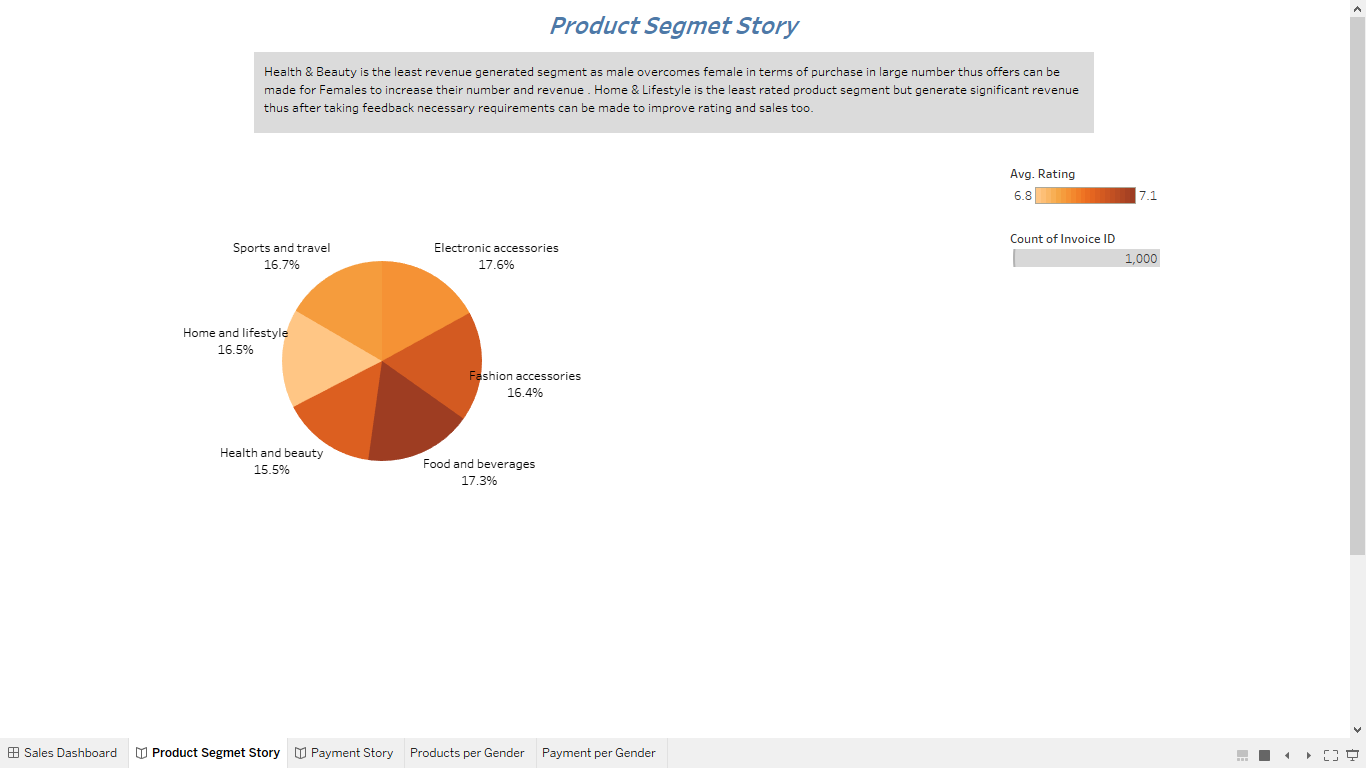 Product Segmet Story
Health & Beauty is the least revenue generated segment as male overcomes female in terms of purchase in large number thus offers can be
made for Females to increase their number and revenue . Home & Lifestyle is the least rated product segment but generate significant revenue
thus after taking feedback necessary requirements can be made to improve rating and sales too.
Avg. Rating
6.8 7.1
Count of Invoice ID
1,000
Sports and travel
16.7%
Electronic accessories
17.6%
Home and lifestyle
16.5%
Fashion accessories
16.4%
Health and beauty
15.5%
Food and beverages
17.3%
Sales Dashboard Product Segmet Story Payment Story Products per Gender Payment per Gender